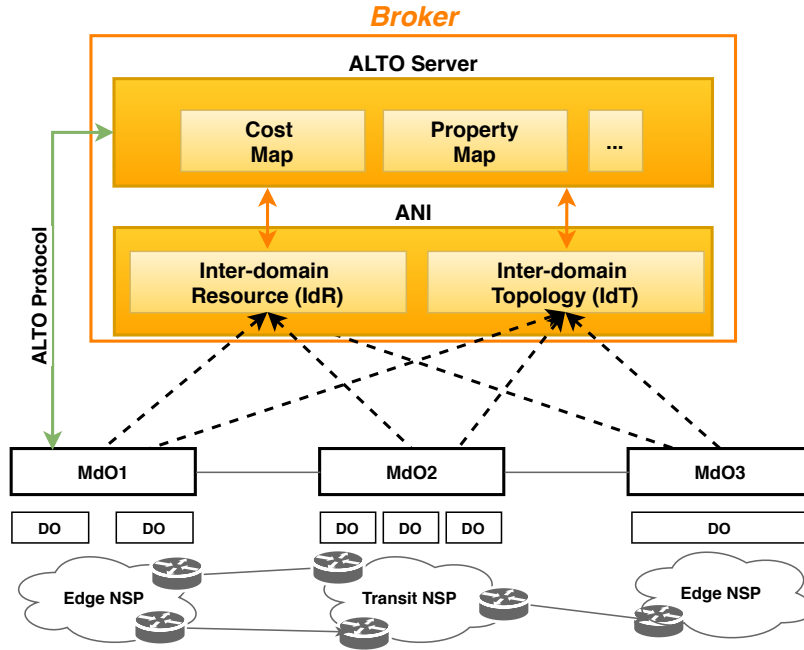 Broker
ALTO Server
Cost
Map
Property
Map
...
ANI
Inter-domain
Resource (IdR)
Inter-domain
Topology (IdT)
ALTO Protocol
MdO1
MdO2
MdO3
DO
DO
DO
DO
DO
DO
Edge NSP
Transit NSP
Edge NSP